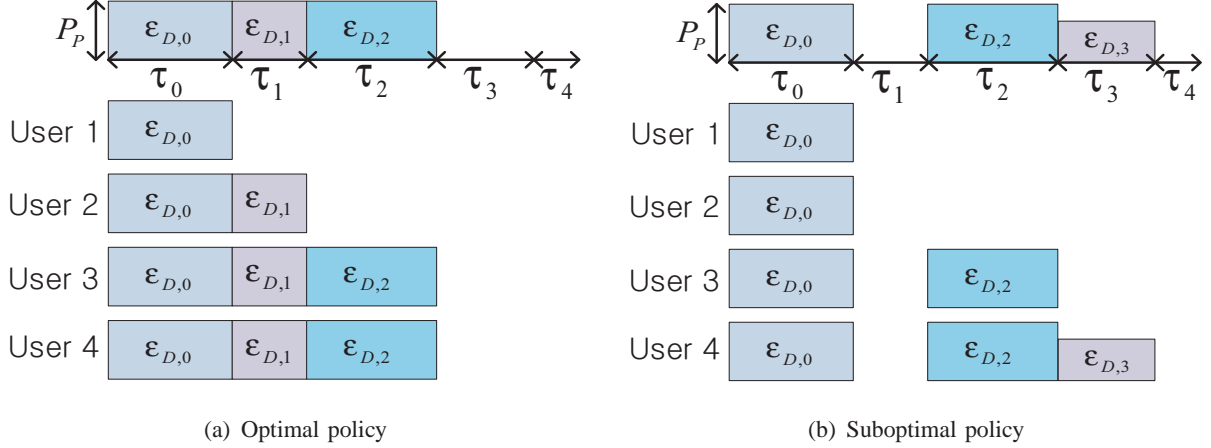 P_P ε_{D,0} ε_{D,1} ε_{D,2}
τ_0 τ_1 τ_2 τ_3 τ_4
User 1 ε_{D,0}
User 2 ε_{D,0} ε_{D,1}
User 3 ε_{D,0} ε_{D,1} ε_{D,2}
User 4 ε_{D,0} ε_{D,1} ε_{D,2}
(a) Optimal policy
P_P ε_{D,0} ε_{D,2} ε_{D,3}
τ_0 τ_1 τ_2 τ_3 τ_4
User 1 ε_{D,0}
User 2 ε_{D,0}
User 3 ε_{D,0} ε_{D,2}
User 4 ε_{D,0} ε_{D,2} ε_{D,3}
(b) Suboptimal policy